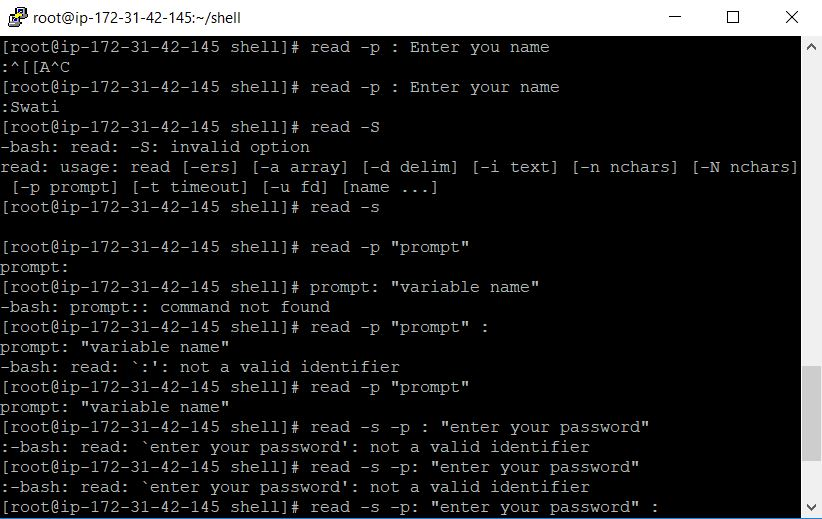 root@ip-172-31-42-145:~/shell
[root@ip-172-31-42-145 shell]# read -p : Enter you name
:^[[A^C
[root@ip-172-31-42-145 shell]# read -p : Enter your name
:Swati
[root@ip-172-31-42-145 shell]# read -S
-bash: read: -S: invalid option
read: usage: read [-ers] [-a array] [-d delim] [-i text] [-n nchars] [-N nchars]
 [-p prompt] [-t timeout] [-u fd] [name ...]
[root@ip-172-31-42-145 shell]# read -s
[root@ip-172-31-42-145 shell]# read -p "prompt"
prompt:
[root@ip-172-31-42-145 shell]# prompt: "variable name"
-bash: prompt:: command not found
[root@ip-172-31-42-145 shell]# read -p "prompt" :
prompt: "variable name"
-bash: read: `:': not a valid identifier
[root@ip-172-31-42-145 shell]# read -p "prompt"
prompt: "variable name"
[root@ip-172-31-42-145 shell]# read -s -p : "enter your password"
:-bash: read: `enter your password': not a valid identifier
[root@ip-172-31-42-145 shell]# read -s -p: "enter your password"
:-bash: read: `enter your password': not a valid identifier
[root@ip-172-31-42-145 shell]# read -s -p: "enter your password" :